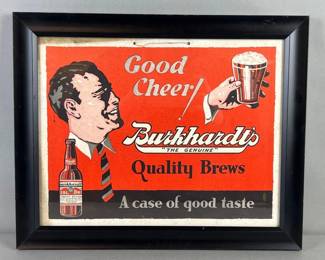 Good
Cheer!
Burkhardt's
"THE GENUINE"
Quality Brews
A case of good taste